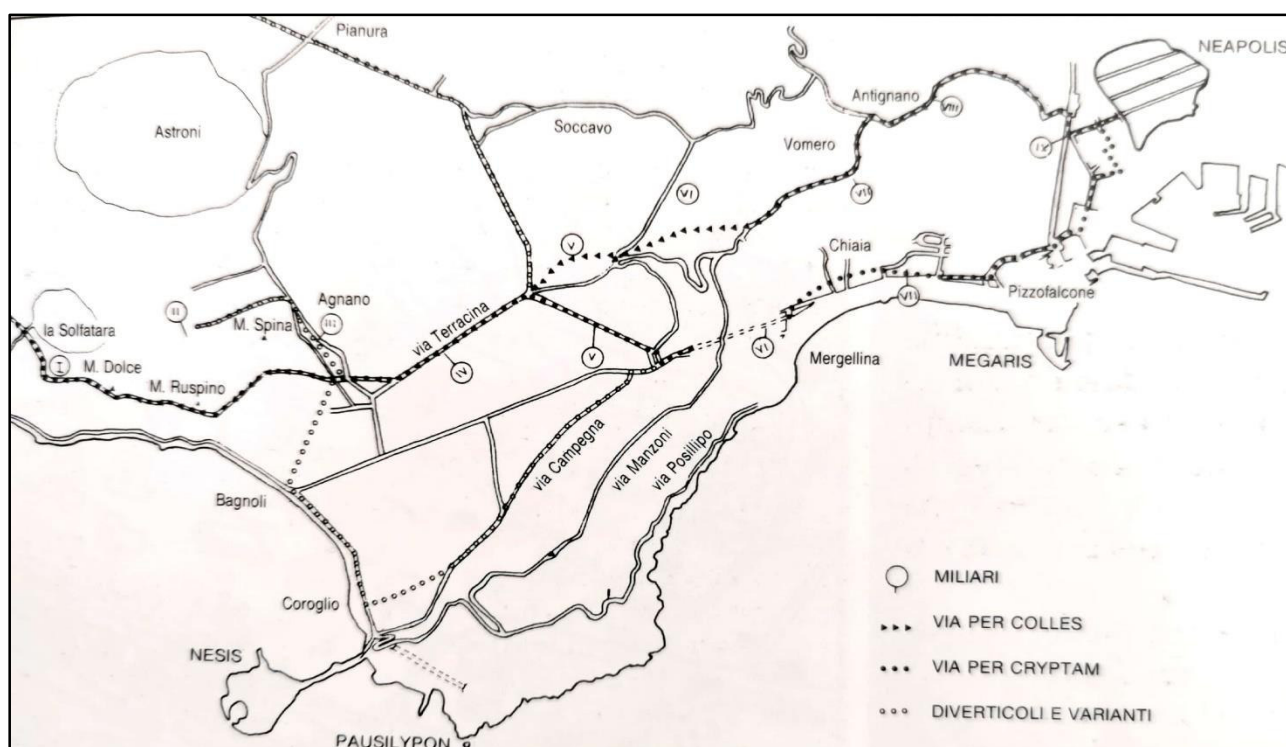 Pianura
NEAPOLIS
Astroni
Soccavo
Antignano
VIII
Vomero
IX
VI
VII
V
Chiaia
II
Agnano
III
M. Spina
via Terracina
Pizzofalcone
la Solfatara
I
M. Dolce
V
VI
VII
Mergellina
MEGARIS
M. Ruspino
IV
via Campegna
via Manzoni
via Posillipo
Bagnoli
MILIARI
Coroglio
VIA PER COLLES
NESIS
VIA PER CRYPTAM
DIVERTICOLI E VARIANTI
PAUSILYPON